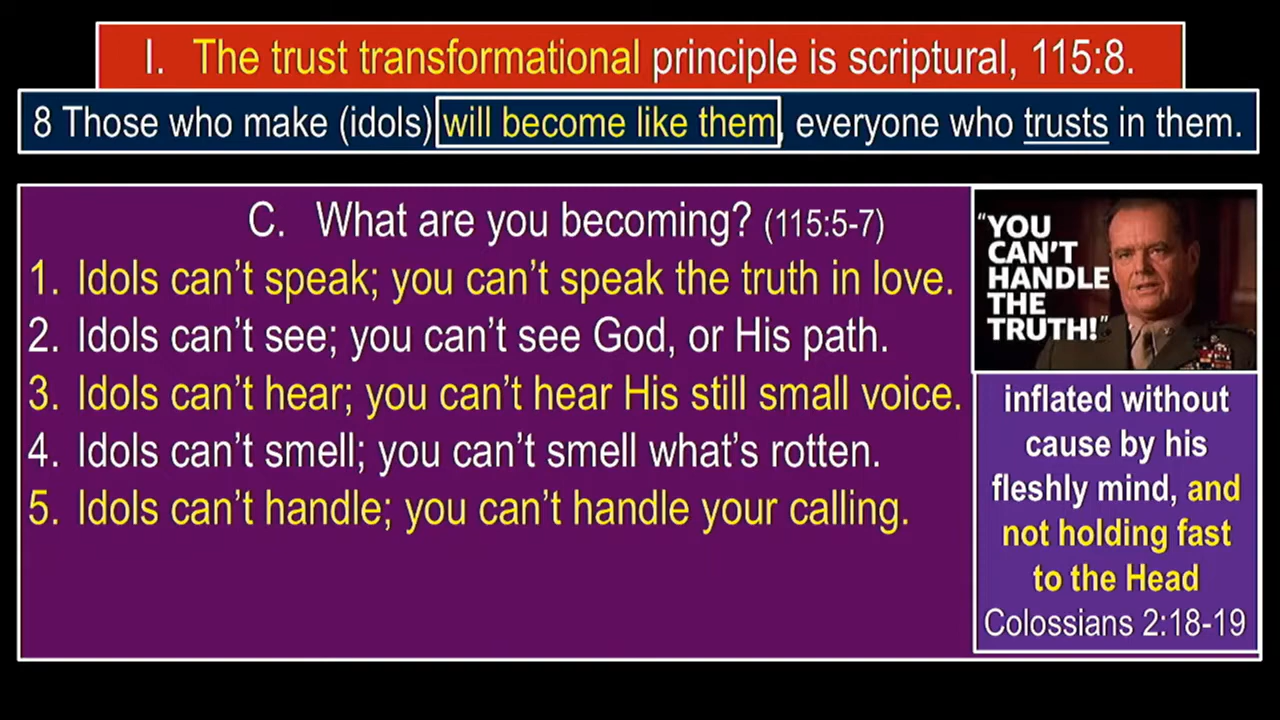 I. The trust transformational principle is scriptural, 115:8.
8 Those who make (idols) will become like them, everyone who trusts in them.
C. What are you becoming? (115:5-7)
1. Idols can't speak; you can't speak the truth in love.
2. Idols can't see; you can't see God, or His path.
3. Idols can't hear; you can't hear His still small voice.
4. Idols can't smell; you can't smell what's rotten.
5. Idols can't handle; you can't handle your calling.
“YOU
CAN'T
HANDLE
THE
TRUTH!”
inflated without
cause by his
fleshly mind, and
not holding fast
to the Head
Colossians 2:18-19